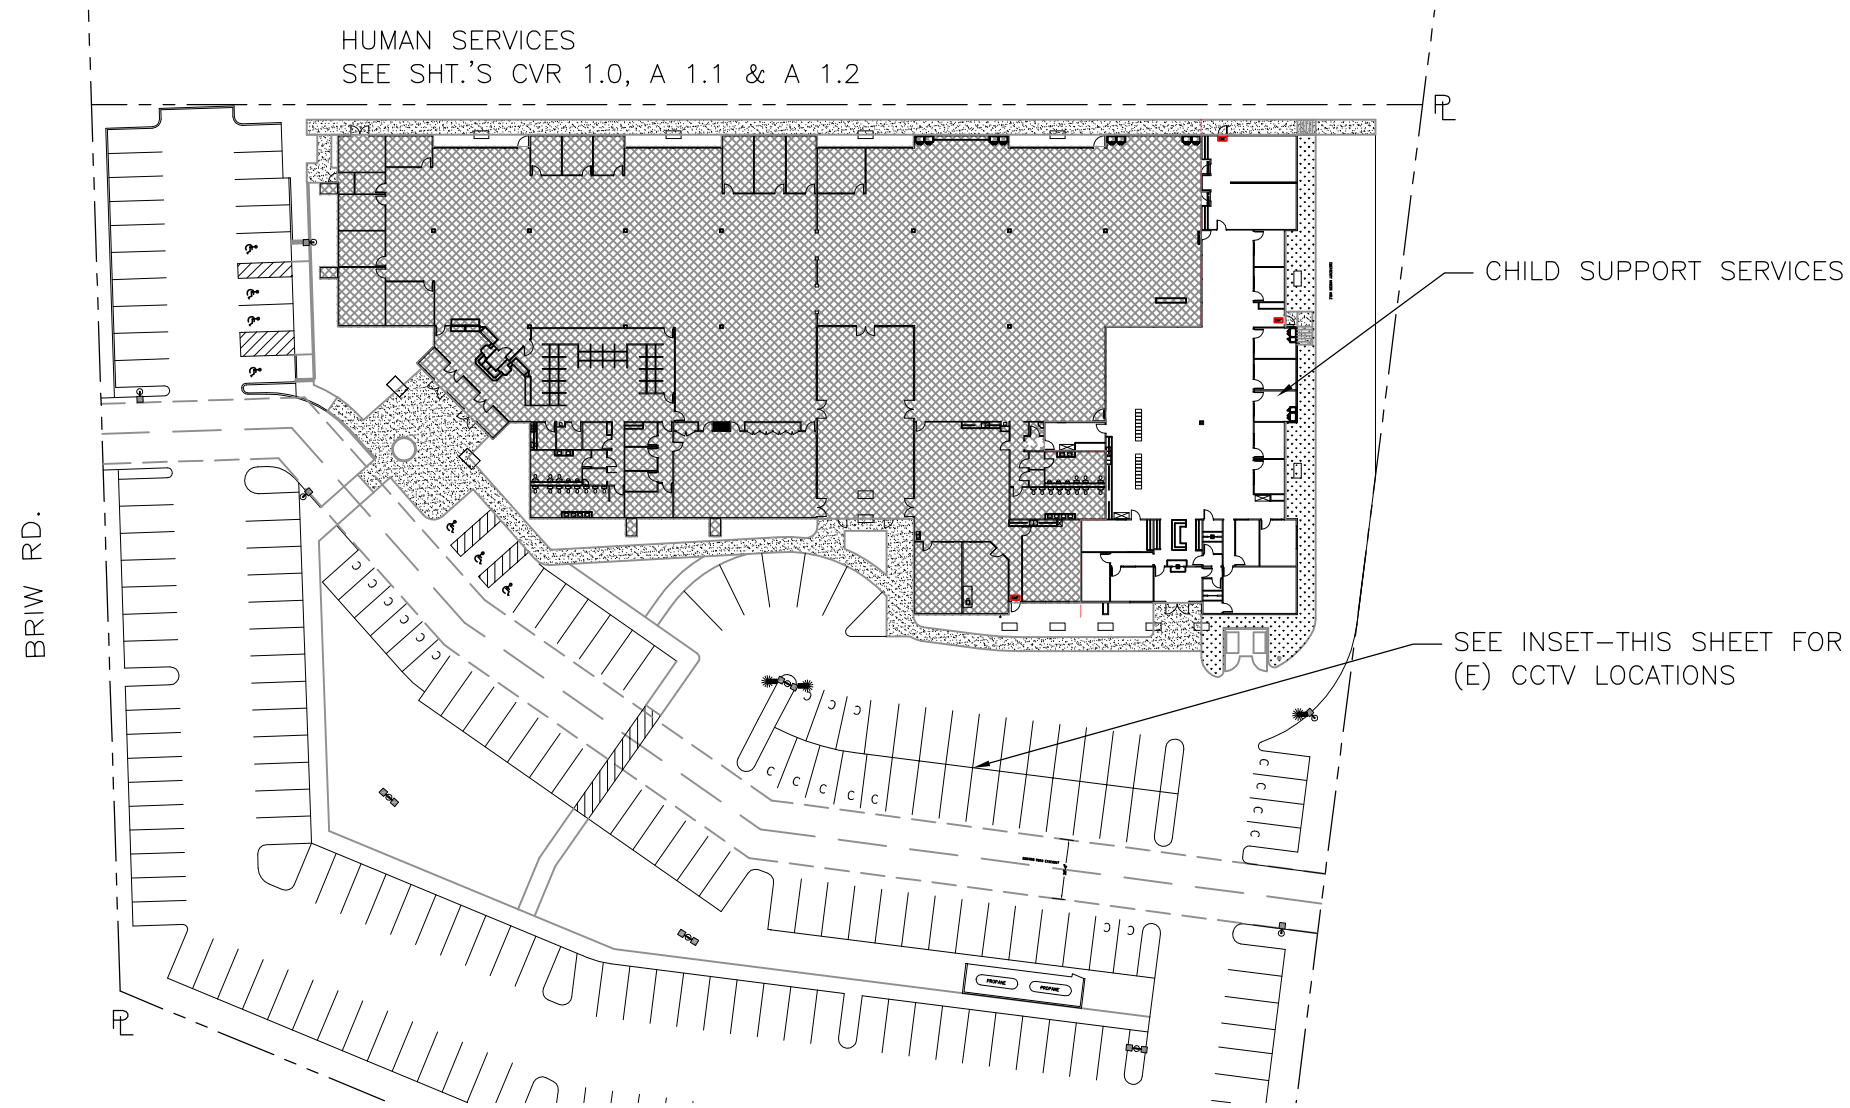 HUMAN SERVICES
SEE SHT.'S CVR 1.0, A 1.1 & A 1.2
PL
CHILD SUPPORT SERVICES
BRIW RD.
SEE INSET-THIS SHEET FOR
(E) CCTV LOCATIONS
C C C C C
C C C
C C C C
C
C
C
C
C C
PROPANE PROPANE
PL